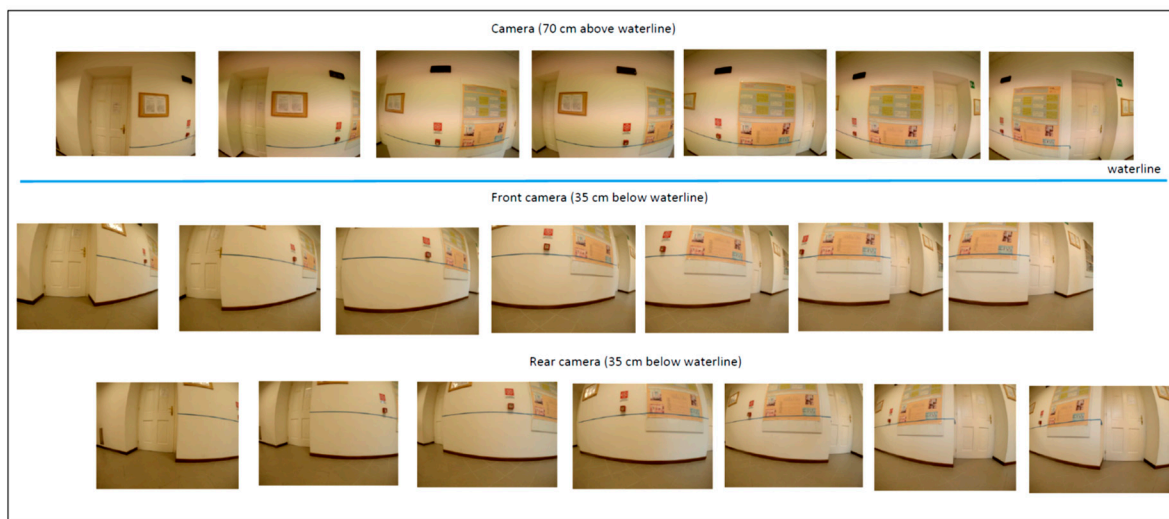 Camera (70 cm above waterline)
waterline
Front camera (35 cm below waterline)
Rear camera (35 cm below waterline)